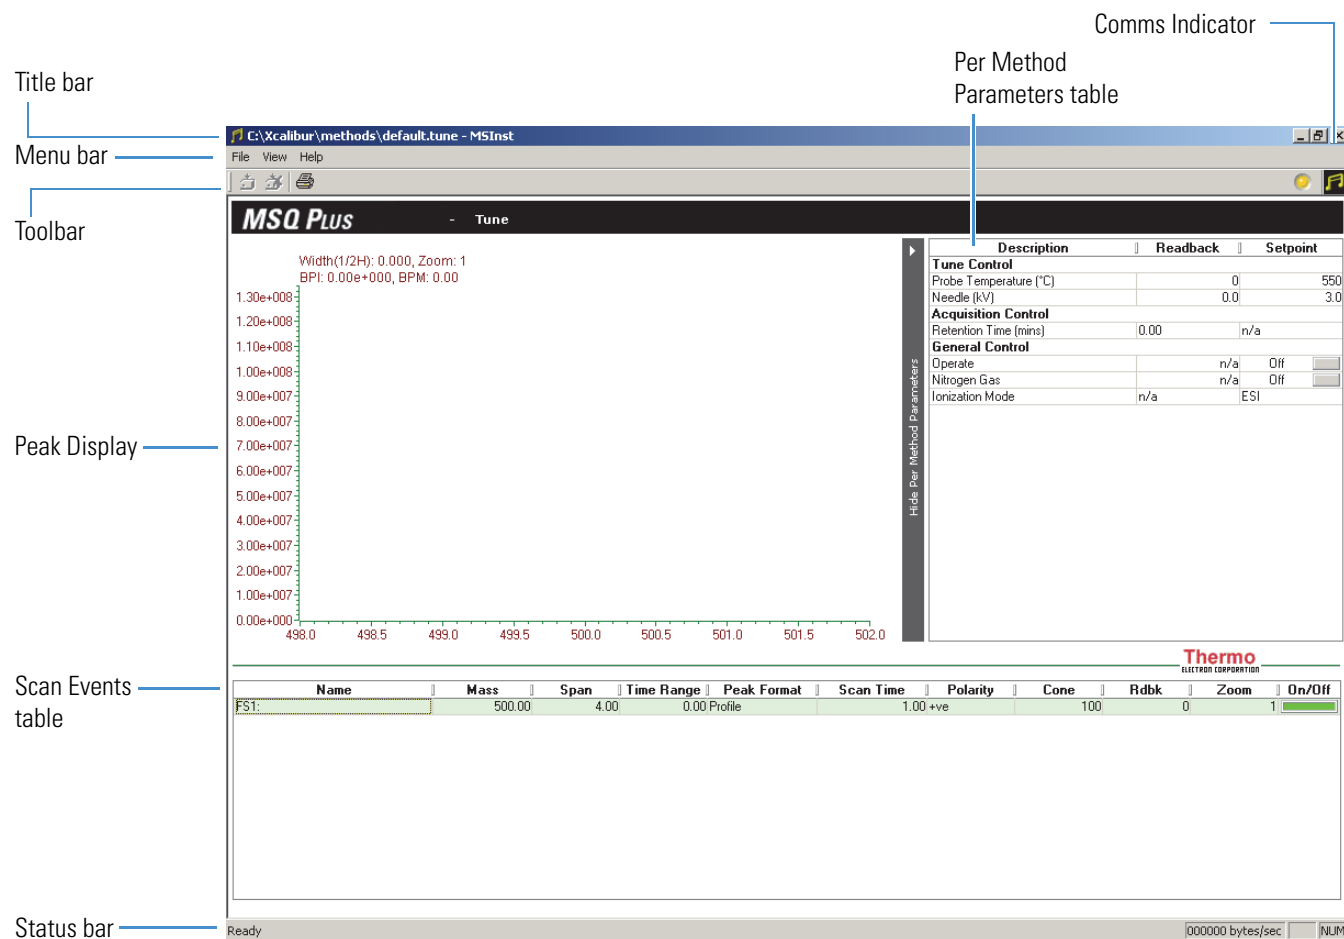 Comms Indicator
Per Method
Parameters table
Title bar
C:\Xcalibur\methods\default.tune - MSInst
Menu bar
File View Help
Toolbar
MSQ PLUS - Tune
Width(1/2H): 0.000, Zoom: 1
BPI: 0.00e+000, BPM: 0.00
1.30e+008
1.20e+008
1.10e+008
1.00e+008
9.00e+007
8.00e+007
7.00e+007
6.00e+007
5.00e+007
4.00e+007
3.00e+007
2.00e+007
1.00e+007
0.00e+000
498.0 498.5 499.0 499.5 500.0 500.5 501.0 501.5 502.0
Peak Display
Hide Per Method Parameters
Description Readback Setpoint
Tune Control
Probe Temperature (°C) 0 550
Needle (kV) 0.0 3.0
Acquisition Control
Retention Time (mins) 0.00 n/a
General Control
Operate n/a Off
Nitrogen Gas n/a Off
Ionization Mode n/a ESI
Thermo
ELECTRON CORPORATION
Scan Events
table
Name Mass Span Time Range Peak Format Scan Time Polarity Cone Rdbk Zoom On/Off
FS1: 500.00 4.00 0.00 Profile 1.00 +ve 100 0 1
Status bar
Ready 000000 bytes/sec NUM